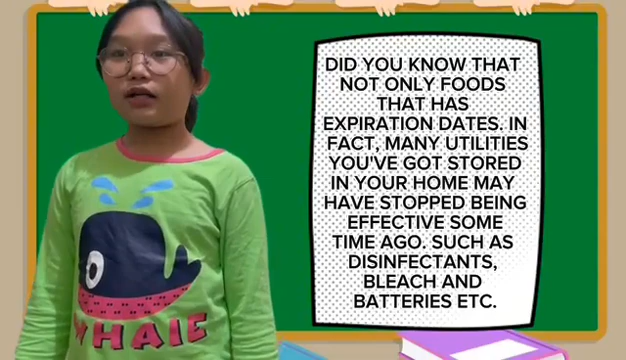 DID YOU KNOW THAT
NOT ONLY FOODS
THAT HAS
EXPIRATION DATES. IN
FACT, MANY UTILITIES
YOU'VE GOT STORED
IN YOUR HOME MAY
HAVE STOPPED BEING
EFFECTIVE SOME
TIME AGO. SUCH AS
DISINFECTANTS,
BLEACH AND
BATTERIES ETC.
WHALE